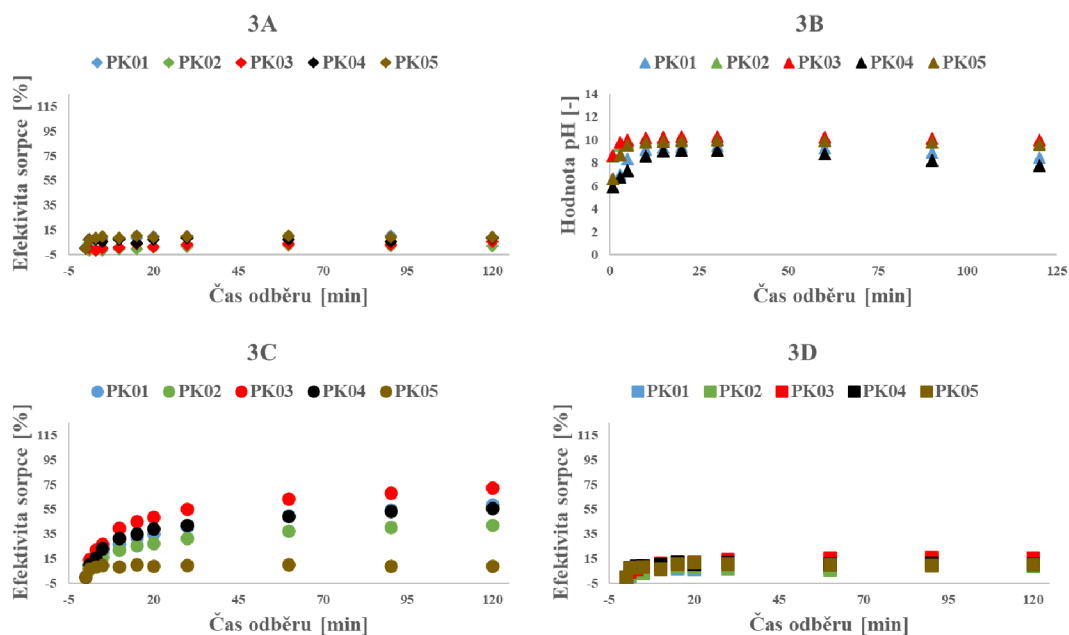 3A
PK01 PK02 PK03 PK04 PK05
Efektivita sorpce [%]
115
95
75
55
35
15
-5
-5 20 45 70 95 120
Čas odběru [min]
3B
PK01 PK02 PK03 PK04 PK05
Hodnota pH [-]
14
12
10
8
6
4
2
0
0 25 50 75 100 125
Čas odběru [min]
3C
PK01 PK02 PK03 PK04 PK05
Efektivita sorpce [%]
115
95
75
55
35
15
-5
-5 20 45 70 95 120
Čas odběru [min]
3D
PK01 PK02 PK03 PK04 PK05
Efektivita sorpce [%]
115
95
75
55
35
15
-5
-5 20 45 70 95 120
Čas odběru [min]